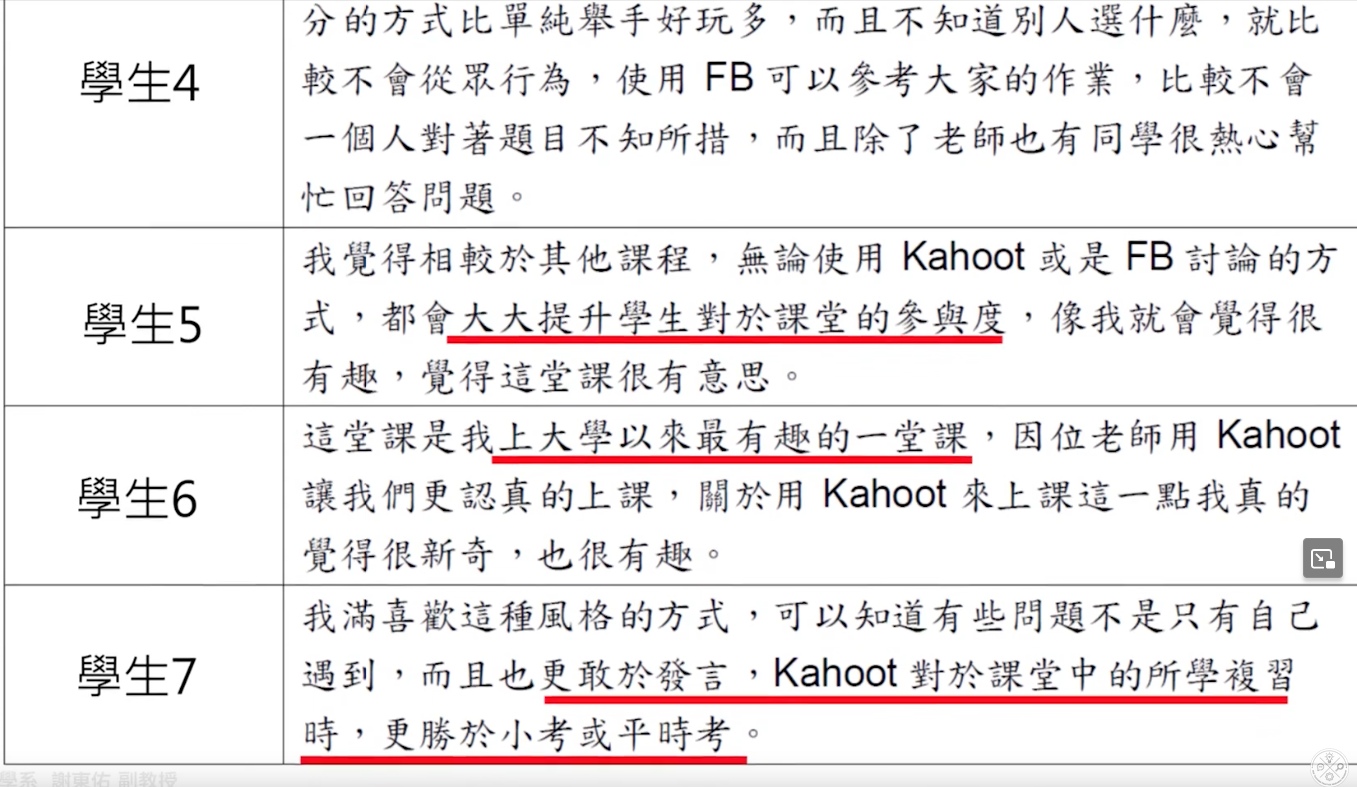 學生4
分的方式比單純舉手好玩多，而且不知道別人選什麼，就比
較不會從眾行為，使用 FB 可以參考大家的作業，比較不會
一個人對著題目不知所措，而且除了老師也有同學很熱心幫
忙回答問題。
學生5
我覺得相較於其他課程，無論使用 Kahoot 或是 FB 討論的方
式，都會大大提升學生對於課堂的參與度，像我就會覺得很
有趣，覺得這堂課很有意思。
學生6
這堂課是我上大學以來最有趣的一堂課，因位老師用 Kahoot
讓我們更認真的上課，關於用 Kahoot 來上課這一點我真的
覺得很新奇，也很有趣。
學生7
我滿喜歡這種風格的方式，可以知道有些問題不是只有自己
遇到，而且也更敢於發言，Kahoot 對於課堂中的所學複習
時，更勝於小考或平時考。
學系 謝東佑 副教授